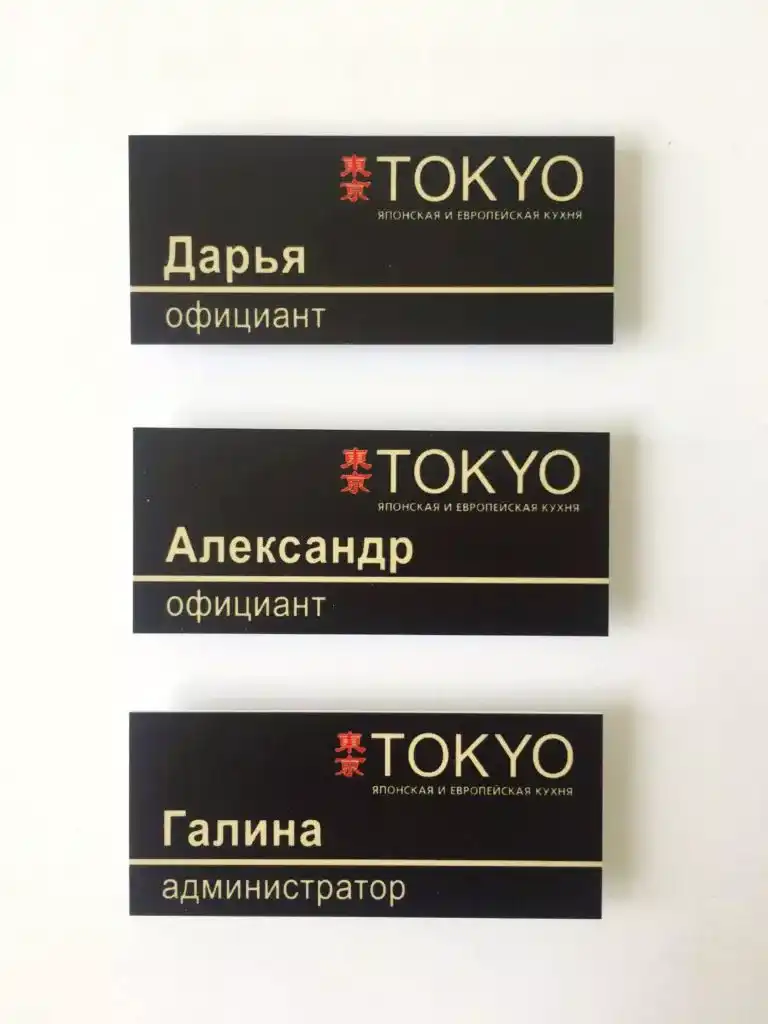 東京 TOKYO
ЯПОНСКАЯ И ЕВРОПЕЙСКАЯ КУХНЯ
Дарья
официант
東京 TOKYO
ЯПОНСКАЯ И ЕВРОПЕЙСКАЯ КУХНЯ
Александр
официант
東京 TOKYO
ЯПОНСКАЯ И ЕВРОПЕЙСКАЯ КУХНЯ
Галина
администратор